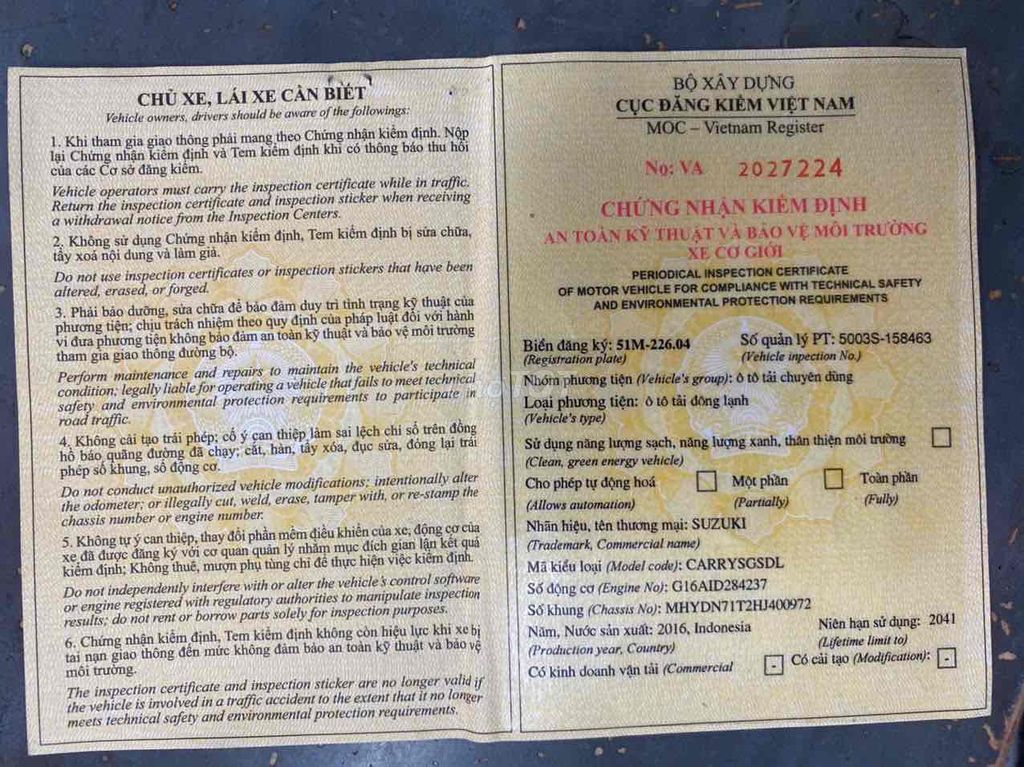 CHỦ XE, LÁI XE CẦN BIẾT
Vehicle owners, drivers should be aware of the followings:
1. Khi tham gia giao thông phải mang theo Chứng nhận kiểm định. Nộp
lại Chứng nhận kiểm định và Tem kiểm định khi có thông báo thu hồi
của các Cơ sở đăng kiểm.
Vehicle operators must carry the inspection certificate while in traffic.
Return the inspection certificate and inspection sticker when receiving
a withdrawal notice from the Inspection Centers.
2. Không sử dụng Chứng nhận kiểm định, Tem kiểm định bị sửa chữa,
tẩy xoá nội dung và làm giả.
Do not use inspection certificates or inspection stickers that have been
altered, erased, or forged.
3. Phải bảo dưỡng, sửa chữa để bảo đảm duy trì tình trạng kỹ thuật của
phương tiện; chịu trách nhiệm theo quy định của pháp luật đối với hành
vi đưa phương tiện không bảo đảm an toàn kỹ thuật và bảo vệ môi trường
tham gia giao thông đường bộ.
Perform maintenance and repairs to maintain the vehicle's technical
condition; legally liable for operating a vehicle that fails to meet technical
safety and environmental protection requirements to participate in
road traffic.
4. Không cải tạo trái phép; cố ý can thiệp làm sai lệch chỉ số trên đồng
hồ báo quãng đường đã chạy; cắt, hàn, tẩy xóa, đục sửa, đóng lại trái
phép số khung, số động cơ.
Do not conduct unauthorized vehicle modifications; intentionally alter
the odometer; or illegally cut, weld, erase, tamper with, or re-stamp the
chassis number or engine number.
5. Không tự ý can thiệp, thay đổi phần mềm điều khiển của xe, động cơ của
xe đã được đăng ký với cơ quan quản lý nhằm mục đích gian lận kết quả
kiểm định; Không thuê, mượn phụ tùng chỉ để thực hiện việc kiểm định.
Do not independently interfere with or alter the vehicle's control software
or engine registered with regulatory authorities to manipulate inspection
results; do not rent or borrow parts solely for inspection purposes.
6. Chứng nhận kiểm định, Tem kiểm định không còn hiệu lực khi xe bị
tai nạn giao thông đến mức không đảm bảo an toàn kỹ thuật và bảo vệ
môi trường.
The inspection certificate and inspection sticker are no longer valid if
the vehicle is involved in a traffic accident to the extent that it no longer
meets technical safety and environmental protection requirements.
BỘ XÂY DỰNG
CỤC ĐĂNG KIỂM VIỆT NAM
MOC – Vietnam Register
No: VA 2027224
CHỨNG NHẬN KIỂM ĐỊNH
AN TOÀN KỸ THUẬT VÀ BẢO VỆ MÔI TRƯỜNG
XE CƠ GIỚI
PERIODICAL INSPECTION CERTIFICATE
OF MOTOR VEHICLE FOR COMPLIANCE WITH TECHNICAL SAFETY
AND ENVIRONMENTAL PROTECTION REQUIREMENTS
Biển đăng ký: 51M-226.04 Số quản lý PT: 5003S-158463
(Registration plate) (Vehicle inpection No.)
Nhóm phương tiện (Vehicle's group): ô tô tải chuyên dùng
Loại phương tiện: ô tô tải đông lạnh
(Vehicle's type)
Sử dụng năng lượng sạch, năng lượng xanh, thân thiện môi trường
(Clean, green energy vehicle)
Cho phép tự động hoá Một phần Toàn phần
(Allows automation) (Partially) (Fully)
Nhãn hiệu, tên thương mại: SUZUKI
(Trademark, Commercial name)
Mã kiểu loại (Model code): CARRYSGSDL
Số động cơ (Engine No): G16AID284237
Số khung (Chassis No): MHYDN71T2HJ400972
Năm, Nước sản xuất: 2016, Indonesia Niên hạn sử dụng: 2041
(Production year, Country) (Lifetime limit to)
Có kinh doanh vận tải (Commercial - Có cải tạo (Modification): -